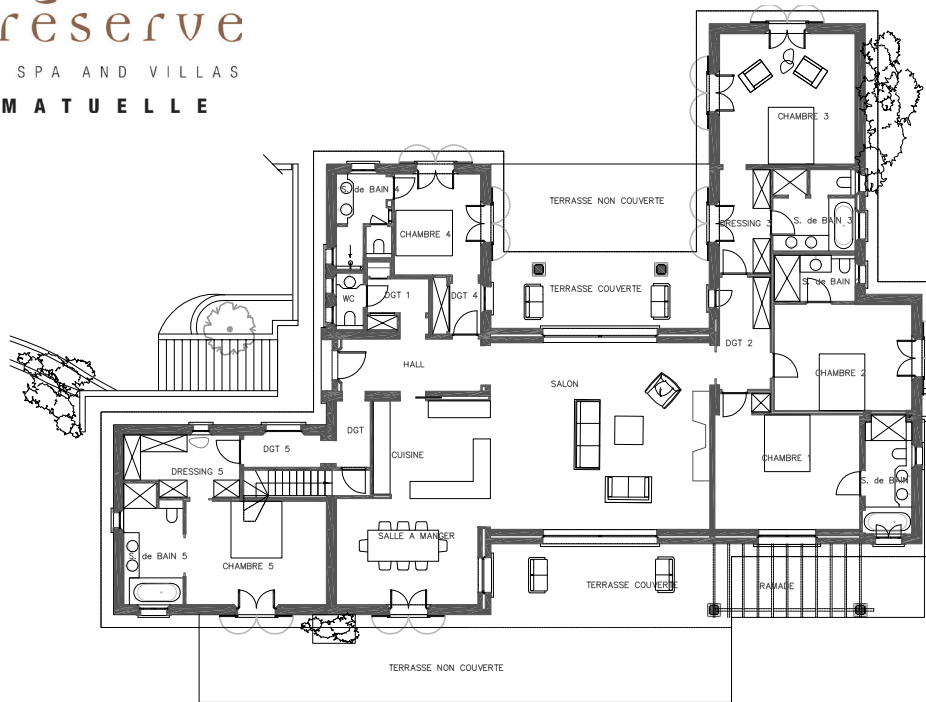 reserve
SPA AND VILLAS
MATUELLE
CHAMBRE 3
S. de BAIN 4
TERRASSE NON COUVERTE
DRESSING 3
S. de BAIN 3
CHAMBRE 4
TERRASSE COUVERTE
S. de BAIN
WC
DGT 1
DGT 4
DGT 2
HALL
SALON
CHAMBRE 2
DGT
DGT 5
CUISINE
CHAMBRE 1
DRESSING 5
S. de BAIN
SALLE A MANGER
S. de BAIN 5
CHAMBRE 5
TERRASSE COUVERTE
RAMADE
TERRASSE NON COUVERTE